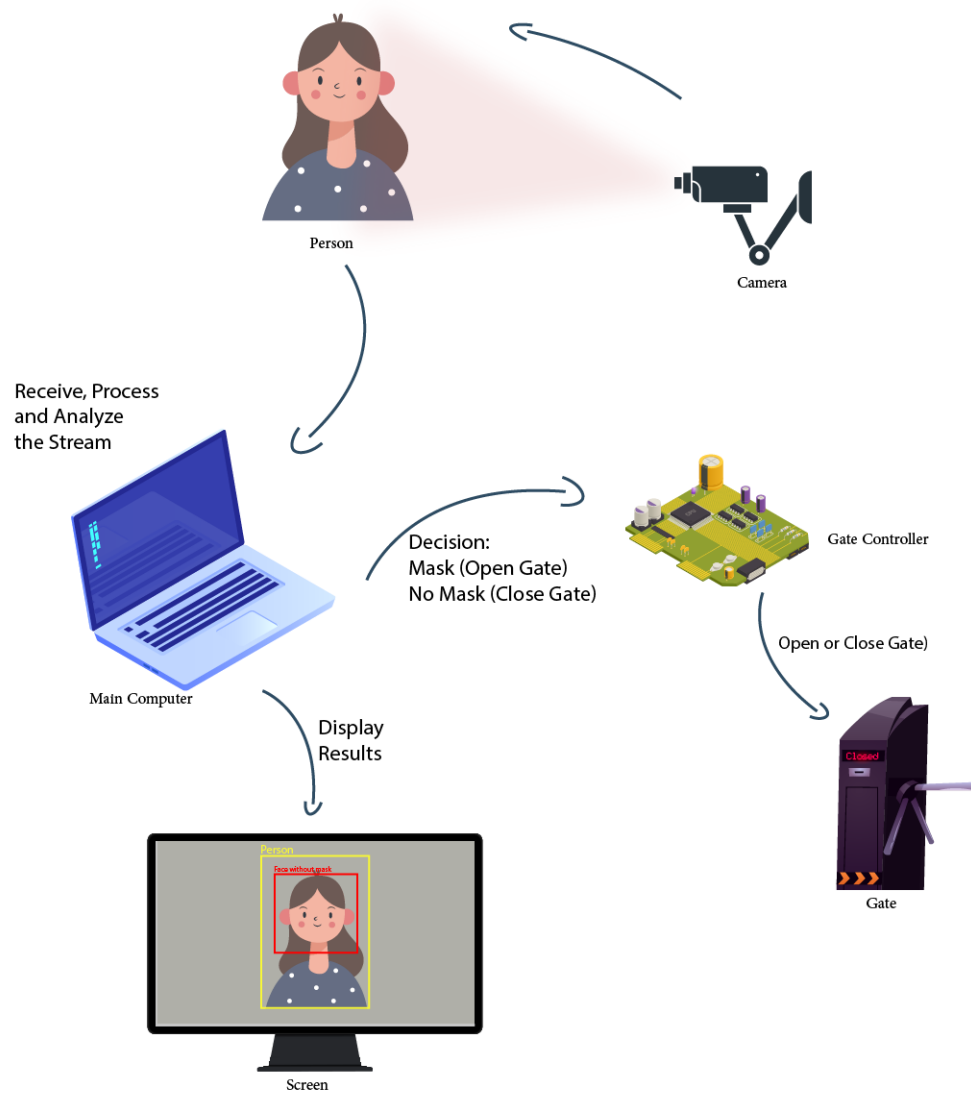 Person
Camera
Receive, Process
and Analyze
the Stream
Decision:
Mask (Open Gate)
No Mask (Close Gate)
Gate Controller
Open or Close Gate)
Main Computer
Display
Results
Closed
Gate
Person
Face without mask
Screen